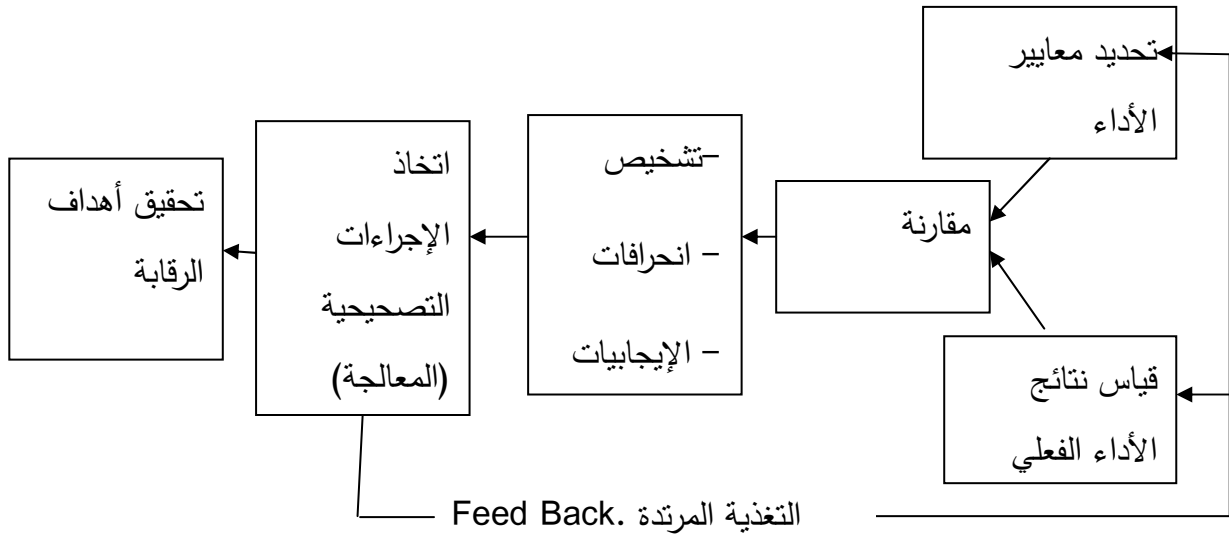 تحديد معايير
الأداء
قياس نتائج
الأداء الفعلي
مقارنة
-تشخيص
- انحرافات
- الإيجابيات
اتخاذ
الإجراءات
التصحيحية
(المعالجة)
تحقيق أهداف
الرقابة
التغذية المرتدة .Feed Back